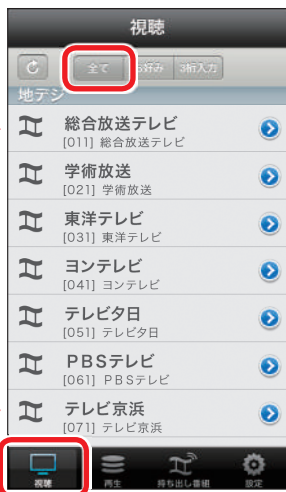 視聴
全て お好み 3桁入力
地デジ
総合放送テレビ
[011] 総合放送テレビ
学術放送
[021] 学術放送
東洋テレビ
[031] 東洋テレビ
ヨンテレビ
[041] ヨンテレビ
テレビ夕日
[051] テレビ夕日
PBSテレビ
[061] PBSテレビ
テレビ京浜
[071] テレビ京浜
視聴 再生 持ち出し番組 設定